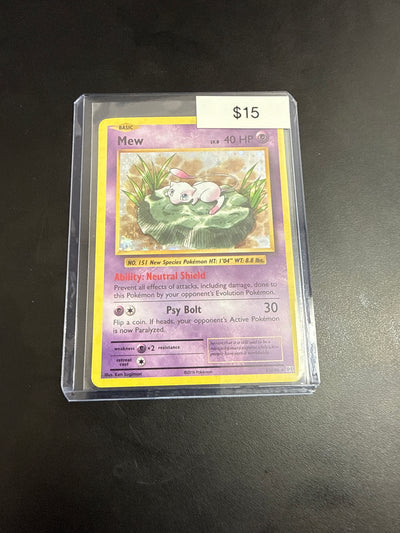 $15
BASIC
Mew LV.8 40 HP
NO. 151 New Species Pokémon HT: 1'04" WT: 8.8 lbs.
Ability: Neutral Shield
Prevent all effects of attacks, including damage, done to
this Pokémon by your opponent's Evolution Pokémon.
Psy Bolt 30
Flip a coin. If heads, your opponent's Active Pokémon
is now Paralyzed.
weakness ×2 resistance
retreat
cost
Illus. Ken Sugimori ©2016 Pokémon